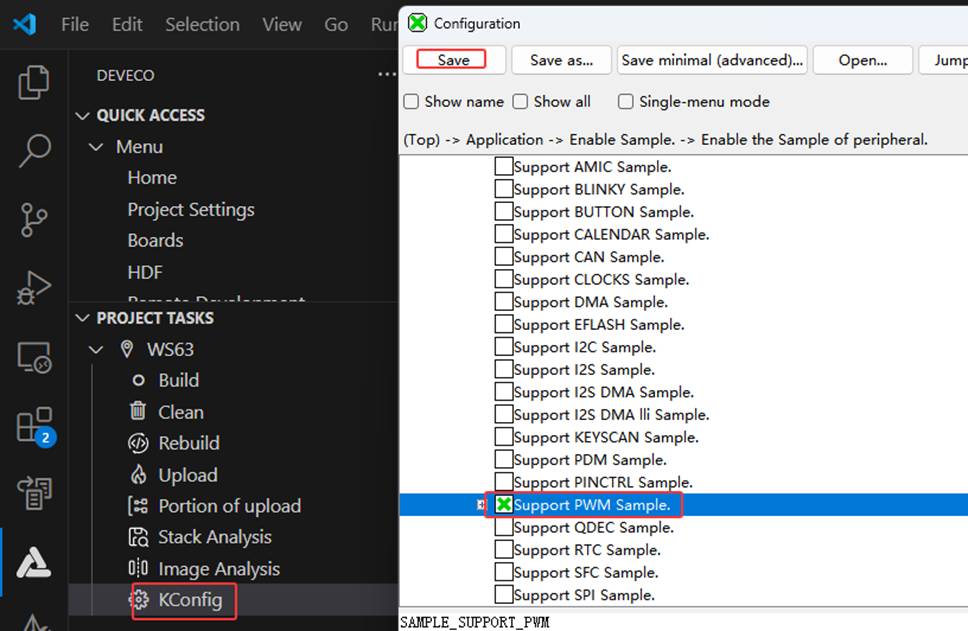 File Edit Selection View Go Run
DEVECO
QUICK ACCESS
Menu
Home
Project Settings
Boards
HDF
Remote Development
PROJECT TASKS
WS63
Build
Clean
Rebuild
Upload
Portion of upload
Stack Analysis
Image Analysis
KConfig
2
Configuration
Save Save as... Save minimal (advanced)... Open... Jump
Show name Show all Single-menu mode
(Top) -> Application -> Enable Sample. -> Enable the Sample of peripheral.
Support AMIC Sample.
Support BLINKY Sample.
Support BUTTON Sample.
Support CALENDAR Sample.
Support CAN Sample.
Support CLOCKS Sample.
Support DMA Sample.
Support EFLASH Sample.
Support I2C Sample.
Support I2S Sample.
Support I2S DMA Sample.
Support I2S DMA lli Sample.
Support KEYSCAN Sample.
Support PDM Sample.
Support PINCTRL Sample.
Support PWM Sample.
Support QDEC Sample.
Support RTC Sample.
Support SFC Sample.
Support SPI Sample.
SAMPLE_SUPPORT_PWM